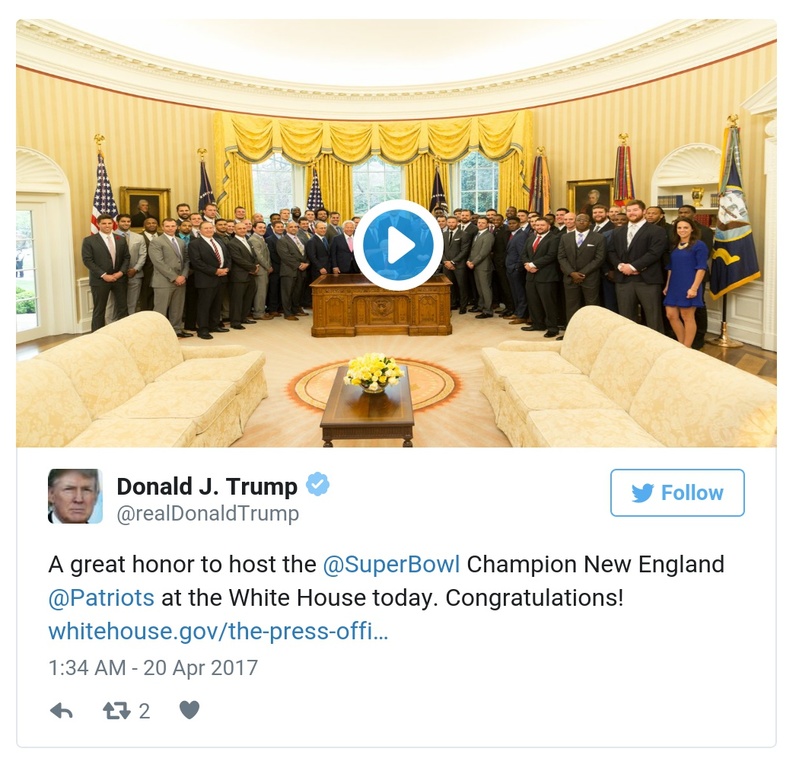 Donald J. Trump
@realDonaldTrump
Follow
A great honor to host the @SuperBowl Champion New England
@Patriots at the White House today. Congratulations!
whitehouse.gov/the-press-offi…
1:34 AM - 20 Apr 2017
2